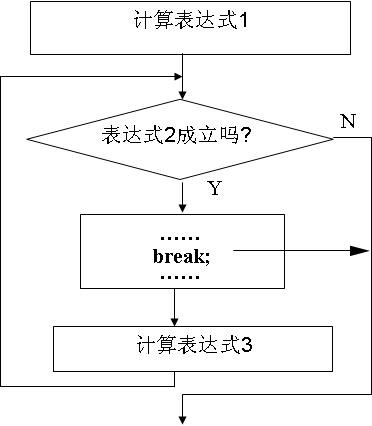 计算表达式1
表达式2成立吗?
N
Y
......
break;
......
计算表达式3